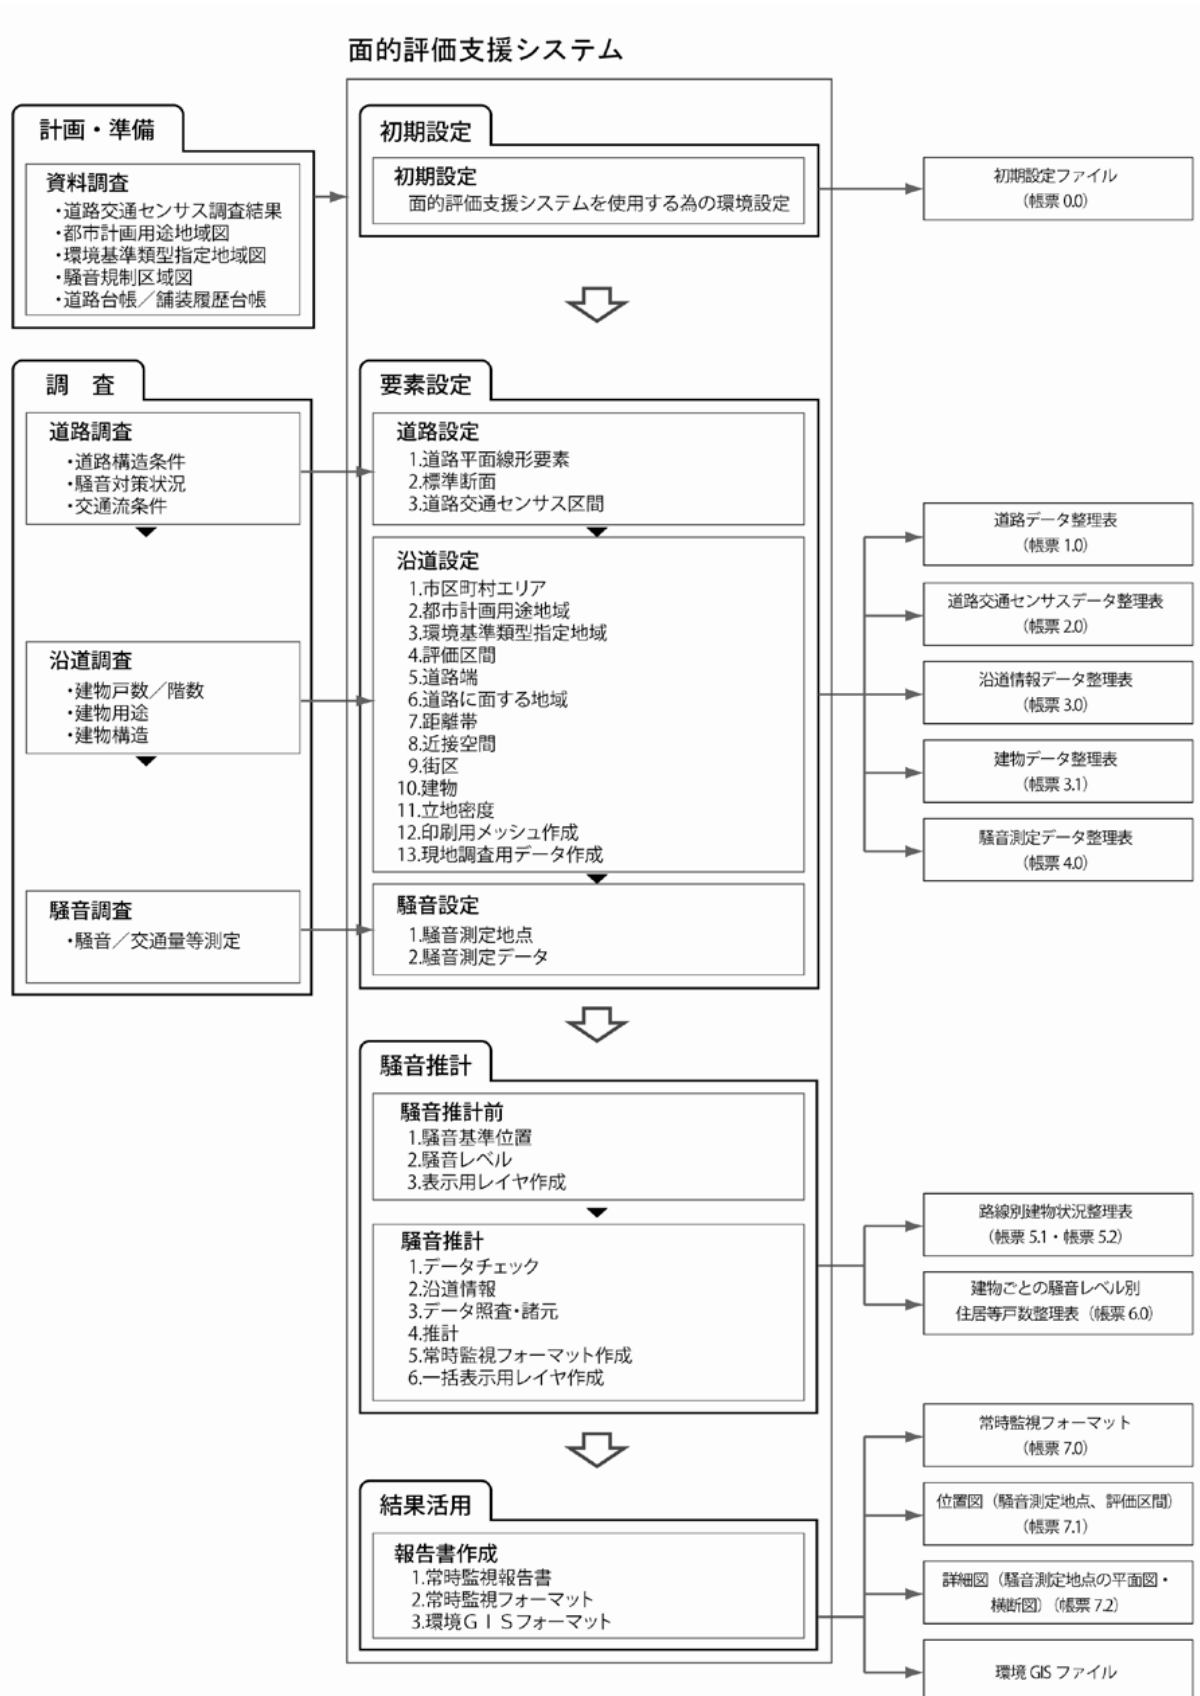 面的評価支援システム
計画・準備
資料調査
・道路交通センサス調査結果
・都市計画用途地域図
・環境基準類型指定地域図
・騒音規制区域図
・道路台帳／舗装履歴台帳
初期設定
初期設定
面的評価支援システムを使用する為の環境設定
初期設定ファイル
(帳票 0.0)
調　査
道路調査
・道路構造条件
・騒音対策状況
・交通流条件
沿道調査
・建物戸数／階数
・建物用途
・建物構造
騒音調査
・騒音／交通量等測定
要素設定
道路設定
1.道路平面線形要素
2.標準断面
3.道路交通センサス区間
沿道設定
1.市区町村エリア
2.都市計画用途地域
3.環境基準類型指定地域
4.評価区間
5.道路端
6.道路に面する地域
7.距離帯
8.近接空間
9.街区
10.建物
11.立地密度
12.印刷用メッシュ作成
13.現地調査用データ作成
騒音設定
1.騒音測定地点
2.騒音測定データ
道路データ整理表
(帳票 1.0)
道路交通センサスデータ整理表
(帳票 2.0)
沿道情報データ整理表
(帳票 3.0)
建物データ整理表
(帳票 3.1)
騒音測定データ整理表
(帳票 4.0)
騒音推計
騒音推計前
1.騒音基準位置
2.騒音レベル
3.表示用レイヤ作成
騒音推計
1.データチェック
2.沿道情報
3.データ照査・諸元
4.推計
5.常時監視フォーマット作成
6.一括表示用レイヤ作成
路線別建物状況整理表
(帳票 5.1・帳票 5.2)
建物ごとの騒音レベル別
住居等戸数整理表（帳票 6.0）
結果活用
報告書作成
1.常時監視報告書
2.常時監視フォーマット
3.環境ＧＩＳフォーマット
常時監視フォーマット
(帳票 7.0)
位置図（騒音測定地点、評価区間）
(帳票 7.1)
詳細図（騒音測定地点の平面図・
横断図）（帳票 7.2）
環境 GIS ファイル